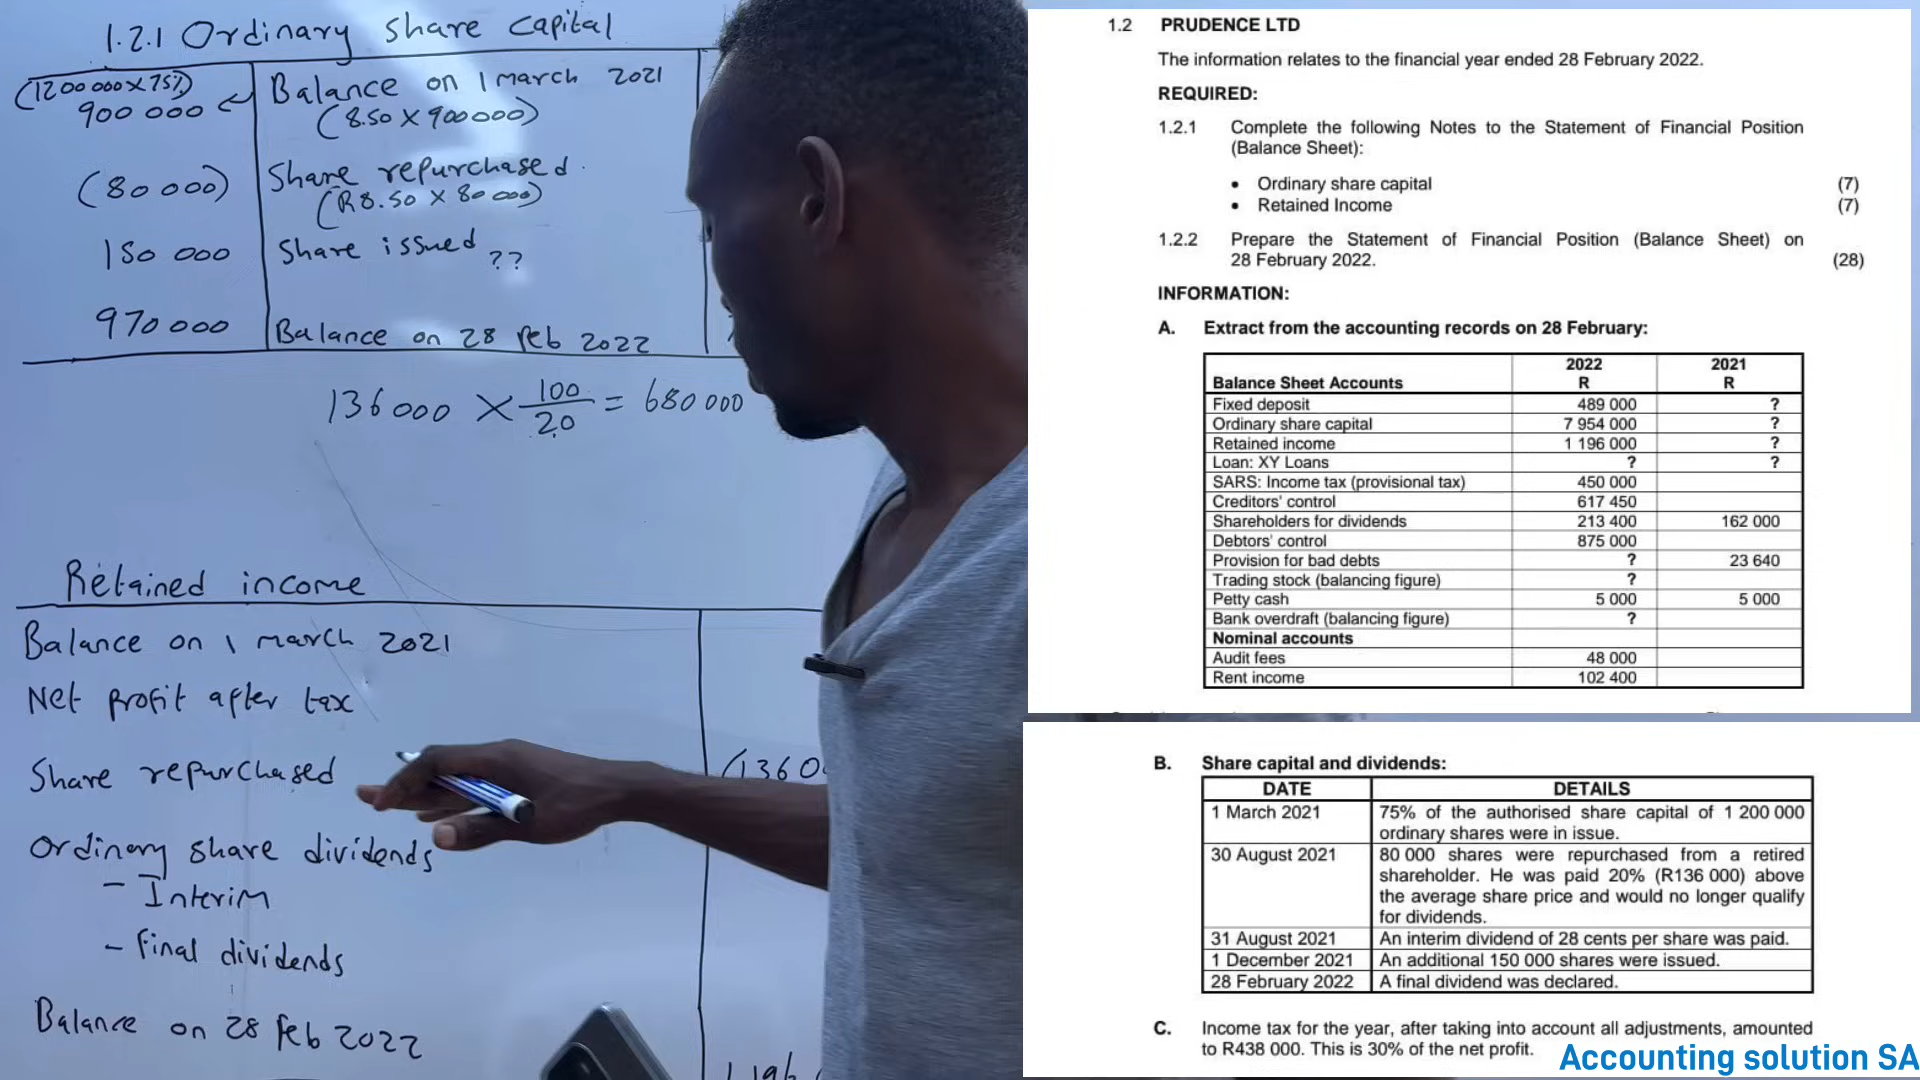 1.2.1 Ordinary share capital
(1200 000 x 75%)
900 000
Balance on 1 march 2021
(8.50 x 900 000)
(80 000)
Share repurchased
(R8.50 x 80 000)
150 000
Share issued ??
970 000
Balance on 28 feb 2022
136 000 x 100/20 = 680 000
Retained income
Balance on 1 march 2021
Net profit after tax
Share repurchased
Ordinary share dividends
- Interim
- final dividends
Balance on 28 feb 2022
1.2 PRUDENCE LTD
The information relates to the financial year ended 28 February 2022.
REQUIRED:
1.2.1 Complete the following Notes to the Statement of Financial Position
(Balance Sheet):
• Ordinary share capital (7)
• Retained Income (7)
1.2.2 Prepare the Statement of Financial Position (Balance Sheet) on
28 February 2022. (28)
INFORMATION:
A. Extract from the accounting records on 28 February:
2022 2021
Balance Sheet Accounts R R
Fixed deposit 489 000 ?
Ordinary share capital 7 954 000 ?
Retained income 1 196 000 ?
Loan: XY Loans ? ?
SARS: Income tax (provisional tax) 450 000
Creditors' control 617 450
Shareholders for dividends 213 400 162 000
Debtors' control 875 000
Provision for bad debts ? 23 640
Trading stock (balancing figure) ?
Petty cash 5 000 5 000
Bank overdraft (balancing figure) ?
Nominal accounts
Audit fees 48 000
Rent income 102 400
B. Share capital and dividends:
DATE DETAILS
1 March 2021 75% of the authorised share capital of 1 200 000
ordinary shares were in issue.
30 August 2021 80 000 shares were repurchased from a retired
shareholder. He was paid 20% (R136 000) above
the average share price and would no longer qualify
for dividends.
31 August 2021 An interim dividend of 28 cents per share was paid.
1 December 2021 An additional 150 000 shares were issued.
28 February 2022 A final dividend was declared.
C. Income tax for the year, after taking into account all adjustments, amounted
to R438 000. This is 30% of the net profit.
Accounting solution SA